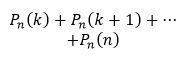 Pₙ(k) + Pₙ(k + 1) + ⋯
+Pₙ(n)